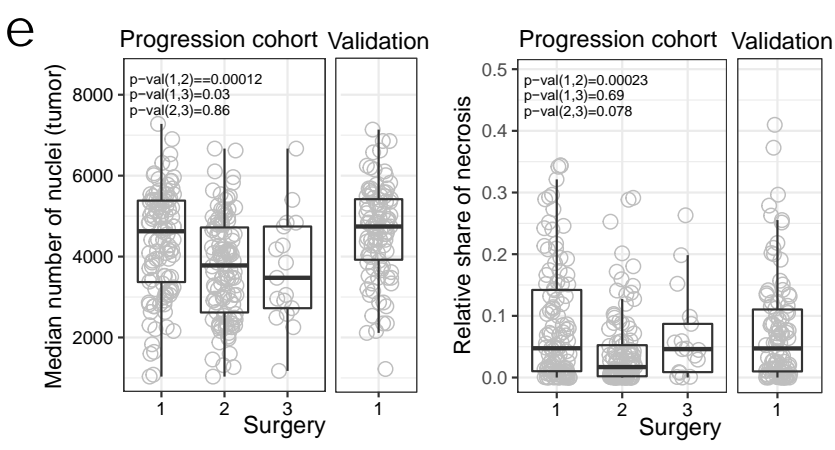 e
Progression cohort Validation
Median number of nuclei (tumor)
8000
6000
4000
2000
p−val(1,2)==0.00012
p−val(1,3)=0.03
p−val(2,3)=0.86
1 2 3 1
Surgery
Progression cohort Validation
Relative share of necrosis
0.5
0.4
0.3
0.2
0.1
0.0
p−val(1,2)=0.00023
p−val(1,3)=0.69
p−val(2,3)=0.078
1 2 3 1
Surgery